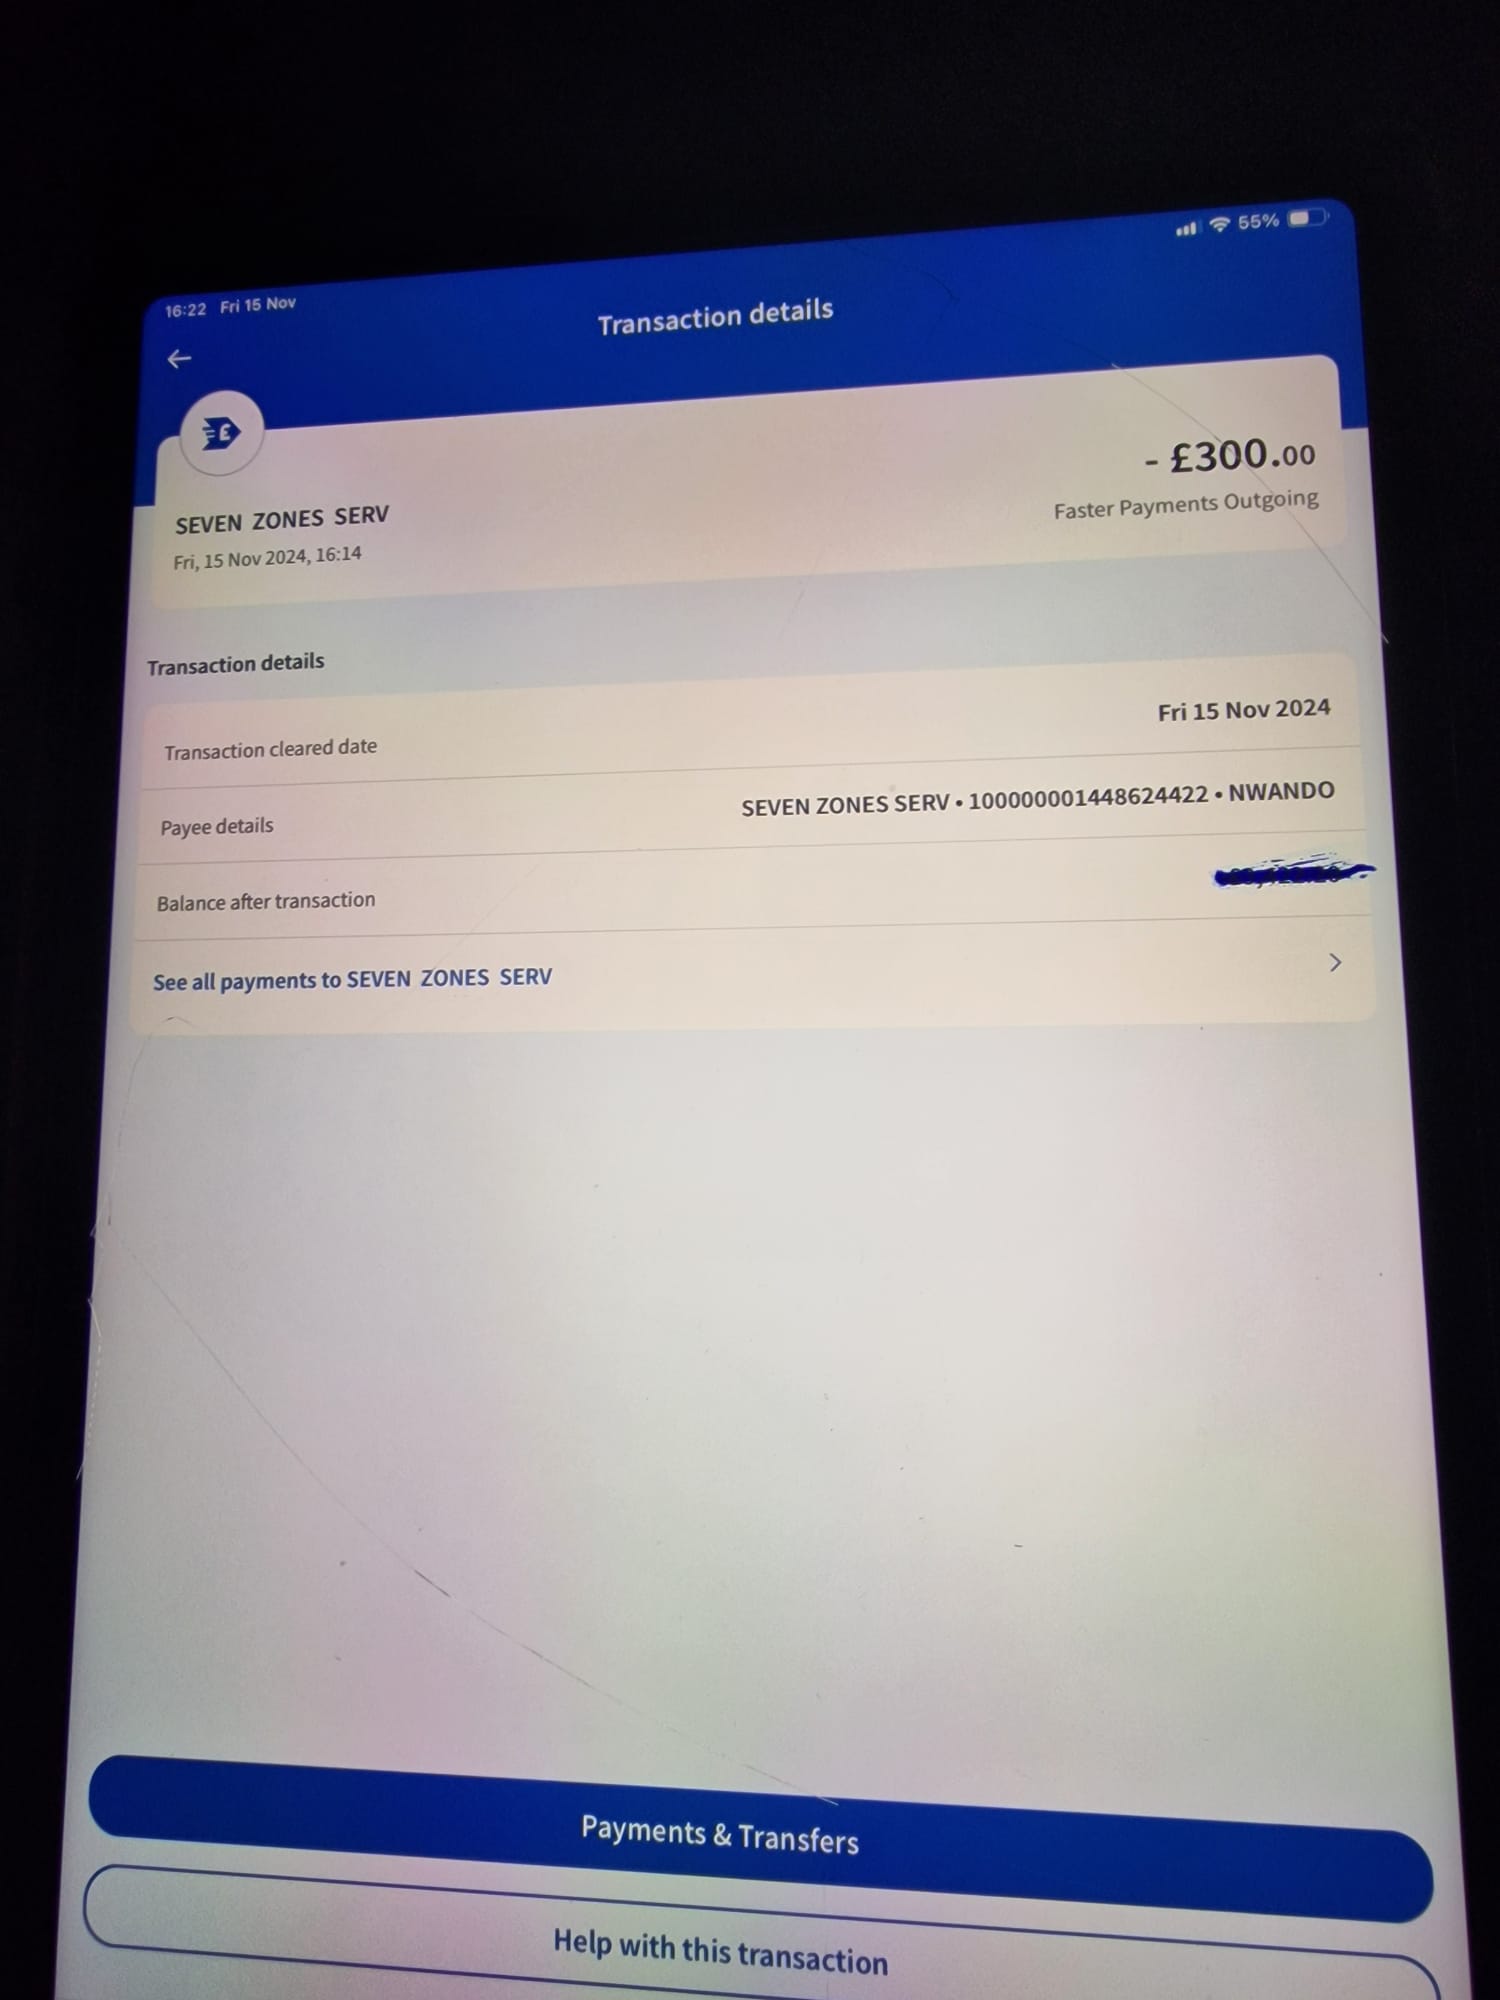 16:22 Fri 15 Nov
55%
Transaction details
£
SEVEN ZONES SERV
Fri, 15 Nov 2024, 16:14
- £300.00
Faster Payments Outgoing
Transaction details
Transaction cleared date
Fri 15 Nov 2024
Payee details
SEVEN ZONES SERV • 100000001448624422 • NWANDO
Balance after transaction
See all payments to SEVEN ZONES SERV
Payments & Transfers
Help with this transaction